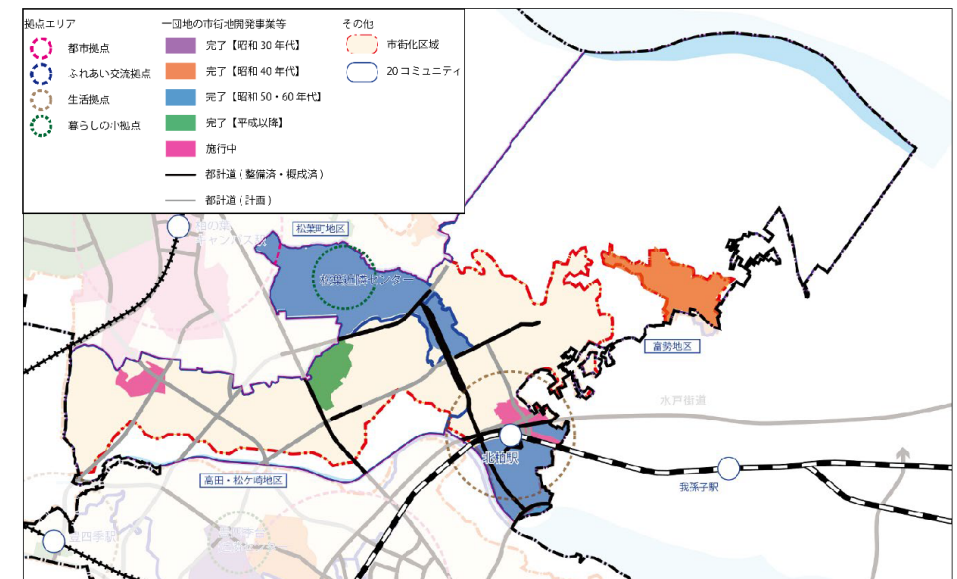 拠点エリア
都市拠点
ふれあい交流拠点
生活拠点
暮らしの小拠点
一団地の市街地開発事業等
完了【昭和30年代】
完了【昭和40年代】
完了【昭和50・60年代】
完了【平成以降】
施行中
都計道(整備済・概成済)
都計道(計画)
その他
市街化区域
20コミュニティ
松葉町地区
富勢地区
水戸街道
北柏駅
我孫子駅
高田・松ケ崎地区
豊四季駅